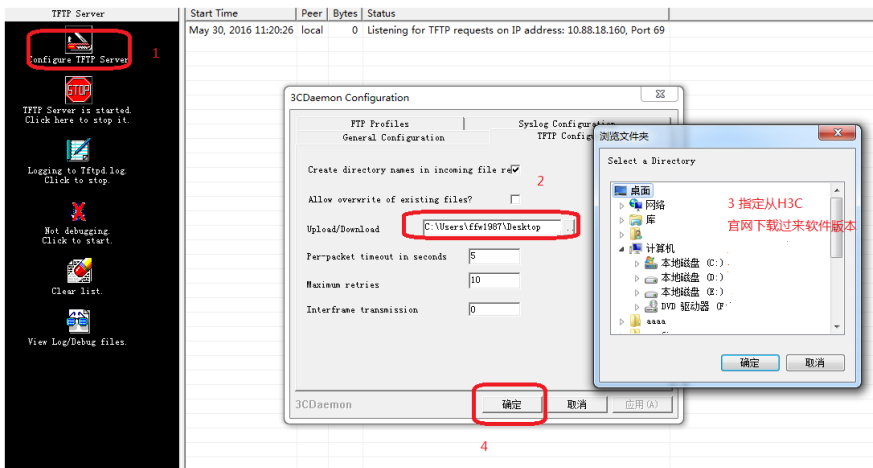 TFTP Server
Configure TFTP Server
1
TFTP Server is started.
Click here to stop it.
Logging to Tftpd.log.
Click to stop.
Not debugging.
Click to start.
Clear list.
View Log/Debug files.
Start Time Peer Bytes Status
May 30, 2016 11:20:26 local 0 Listening for TFTP requests on IP address: 10.88.18.160, Port 69
3CDaemon Configuration
FTP Profiles Syslog Configuration
General Configuration TFTP Config
Create directory names in incoming file re
2
Allow overwrite of existing files?
Upload/Download C:\Users\ffw1987\Desktop ..
Per-packet timeout in seconds 5
Maximum retries 10
Interframe transmission 0
3CDaemon 确定 取消 应用(A)
4
浏览文件夹
Select a Directory
桌面
网络
库
计算机
本地磁盘 (C:)
本地磁盘 (D:)
本地磁盘 (E:)
DVD 驱动器 (F
aaaa
3 指定从H3C
官网下载过来软件版本
确定 取消